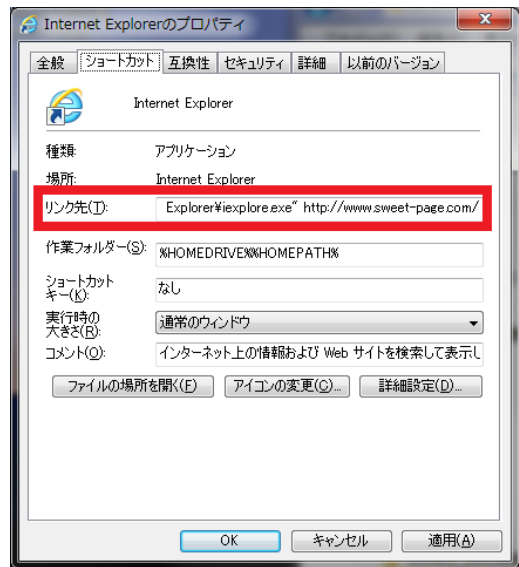 Internet Explorerのプロパティ
全般 ショートカット 互換性 セキュリティ 詳細 以前のバージョン
Internet Explorer
種類: アプリケーション
場所: Internet Explorer
リンク先(T): Explorer¥iexplore.exe" http://www.sweet-page.com/
作業フォルダー(S): %HOMEDRIVE%%HOMEPATH%
ショートカット
キー(K): なし
実行時の
大きさ(R): 通常のウィンドウ
コメント(O): インターネット上の情報および Web サイトを検索して表示し
ファイルの場所を開く(F) アイコンの変更(C)... 詳細設定(D)...
OK キャンセル 適用(A)